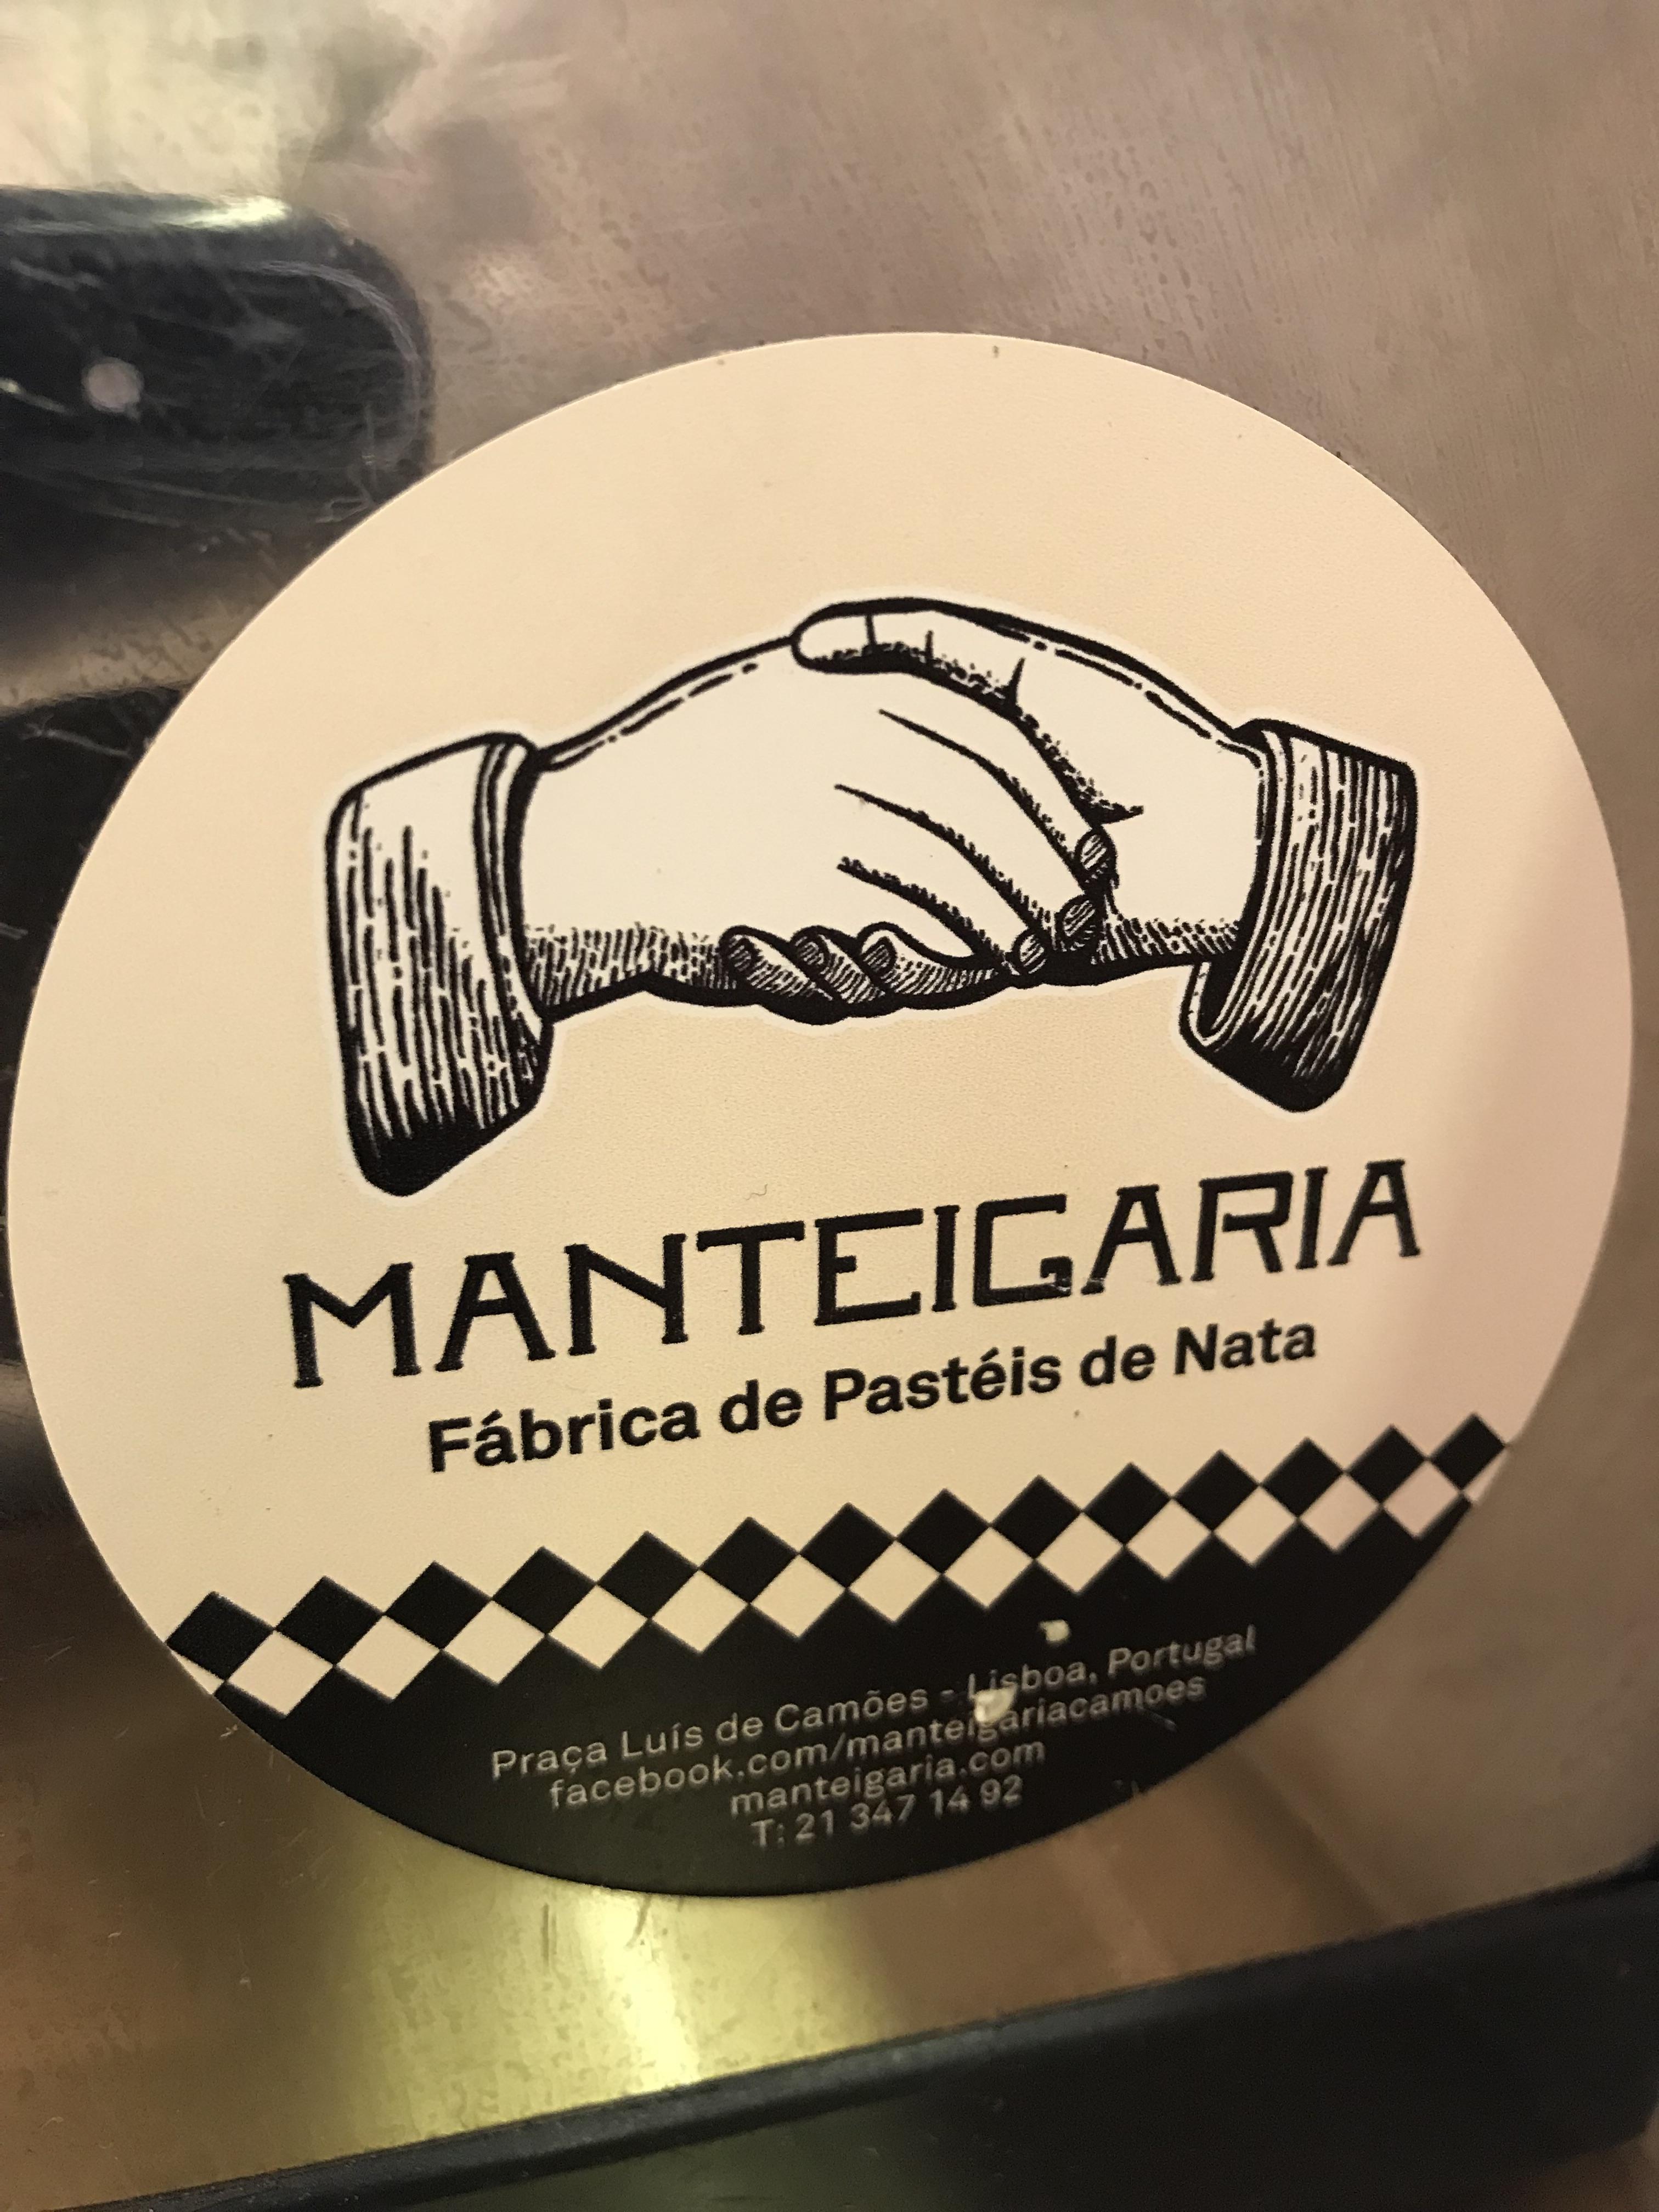 MANTEIGARIA
Fábrica de Pastéis de Nata
Praça Luís de Camões - Lisboa, Portugal
facebook.com/manteigariacamoes
manteigaria.com
T: 21 347 14 92